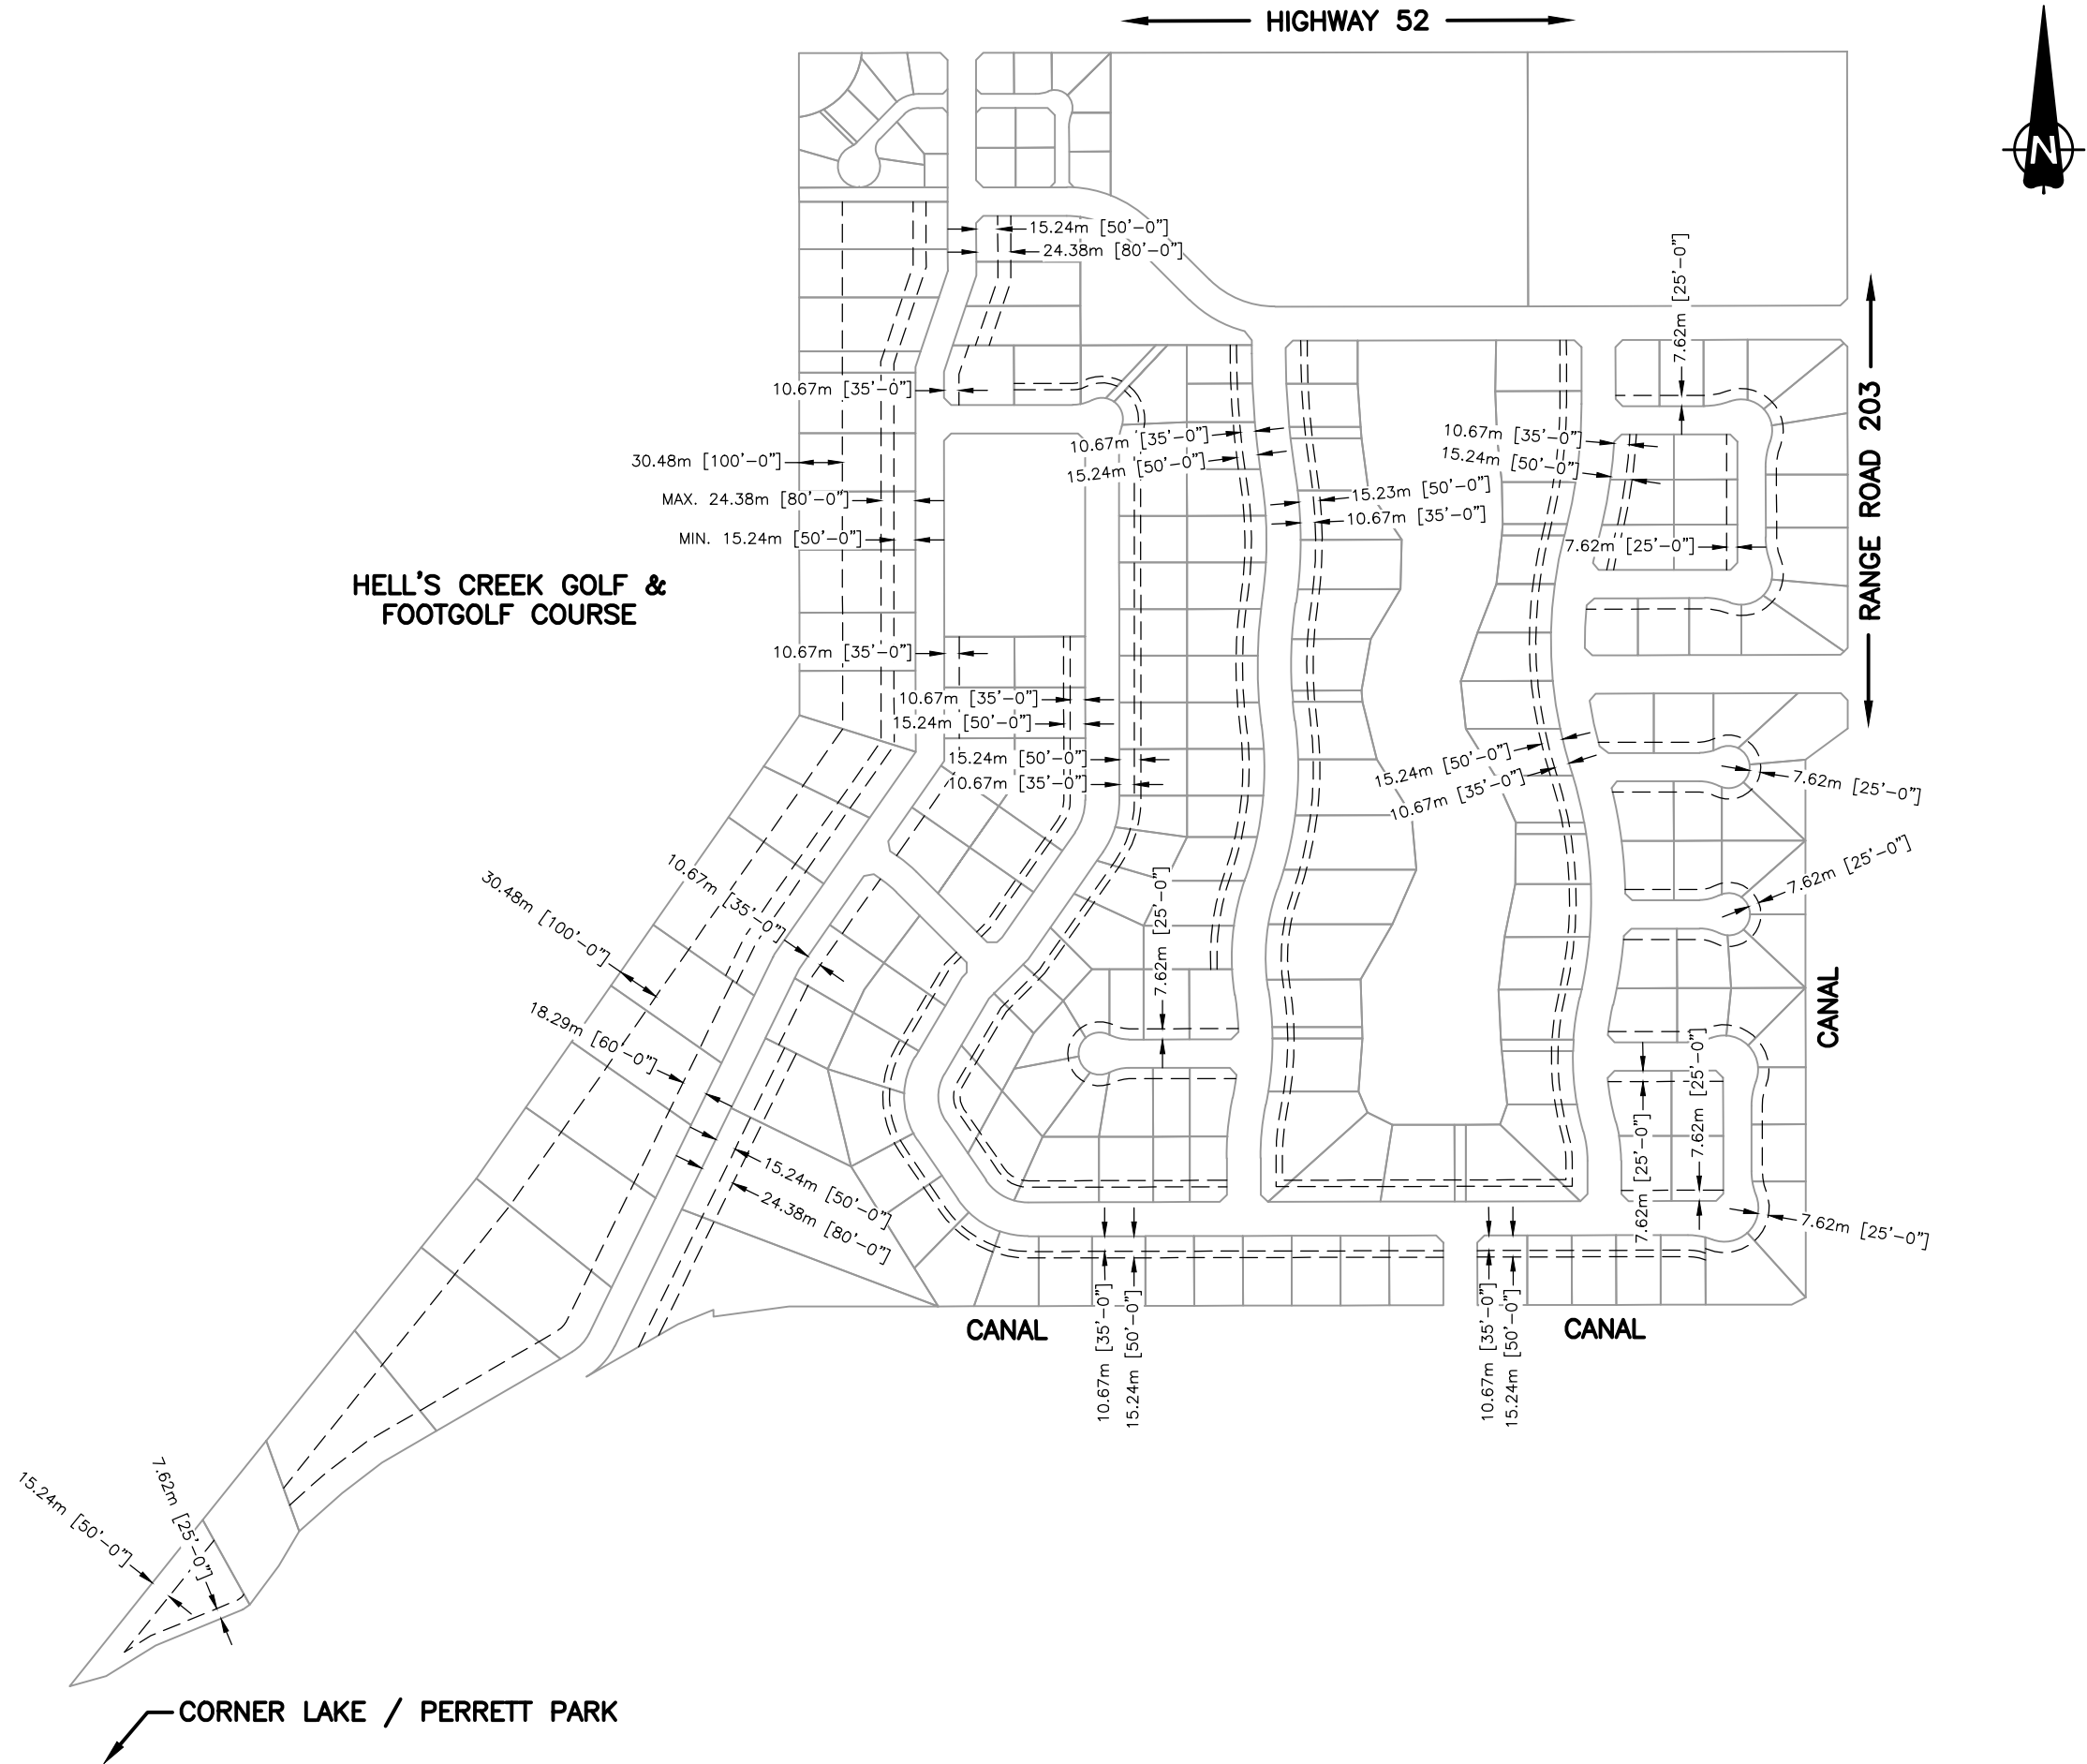 HIGHWAY 52
N
15.24m [50'-0"]
24.38m [80'-0"]
7.62m [25'-0"]
10.67m [35'-0"]
RANGE ROAD 203
10.67m [35'-0"]
15.24m [50'-0"]
10.67m [35'-0"]
15.24m [50'-0"]
30.48m [100'-0"]
MAX. 24.38m [80'-0"]
15.23m [50'-0"]
10.67m [35'-0"]
MIN. 15.24m [50'-0"]
7.62m [25'-0"]
HELL'S CREEK GOLF &
FOOTGOLF COURSE
10.67m [35'-0"]
10.67m [35'-0"]
15.24m [50'-0"]
15.24m [50'-0"]
10.67m [35'-0"]
15.24m [50'-0"]
10.67m [35'-0"]
7.62m [25'-0"]
7.62m [25'-0"]
10.67m [35'-0"]
30.48m [100'-0"]
7.62m [25'-0"]
CANAL
18.29m [60'-0"]
7.62m [25'-0"]
7.62m [25'-0"]
15.24m [50'-0"]
24.38m [80'-0"]
7.62m [25'-0"]
10.67m [35'-0"]
15.24m [50'-0"]
10.67m [35'-0"]
15.24m [50'-0"]
CANAL
CANAL
15.24m [50'-0"]
7.62m [25'-0"]
CORNER LAKE / PERRETT PARK